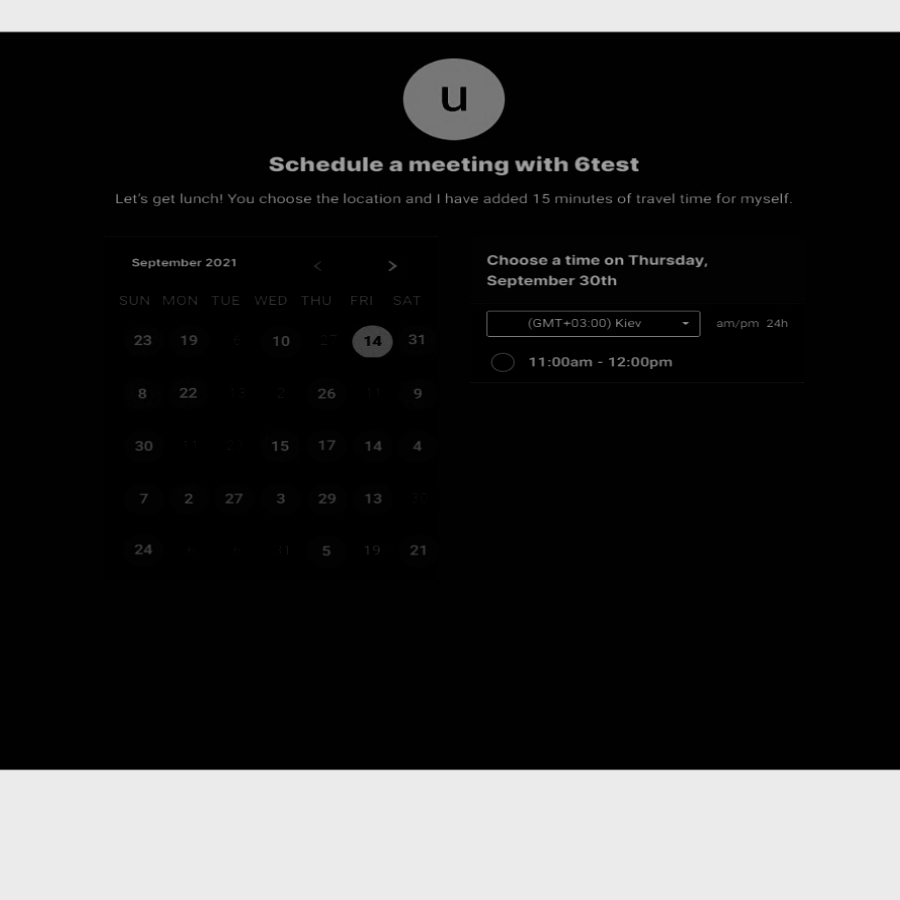 u
Schedule a meeting with 6test
Let's get lunch! You choose the location and I have added 15 minutes of travel time for myself.
September 2021 < >
SUN MON TUE WED THU FRI SAT
23 19 10 27 14 31
8 22 13 2 26 11 9
30 11 15 17 14 4
7 2 27 3 29 13 30
24 31 5 19 21
Choose a time on Thursday,
September 30th
(GMT+03:00) Kiev am/pm 24h
11:00am - 12:00pm